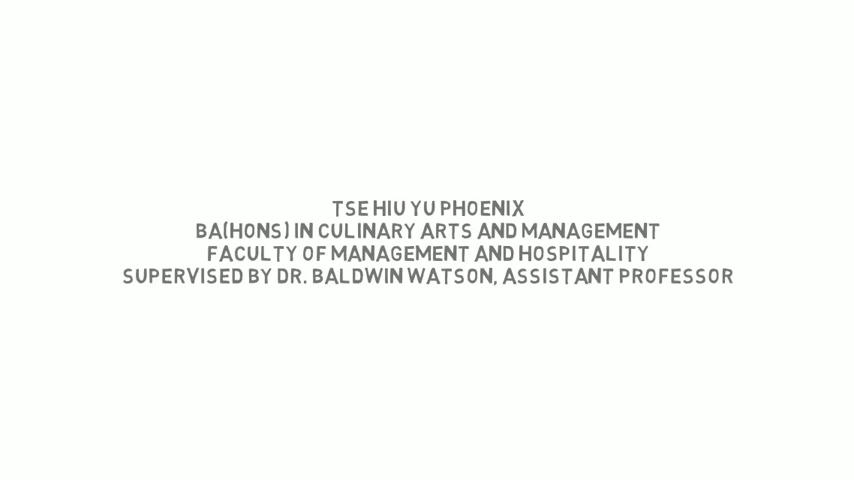 TSE HIU YU PHOENIX
BA(HONS) IN CULINARY ARTS AND MANAGEMENT
FACULTY OF MANAGEMENT AND HOSPITALITY
SUPERVISED BY DR. BALDWIN WATSON, ASSISTANT PROFESSOR